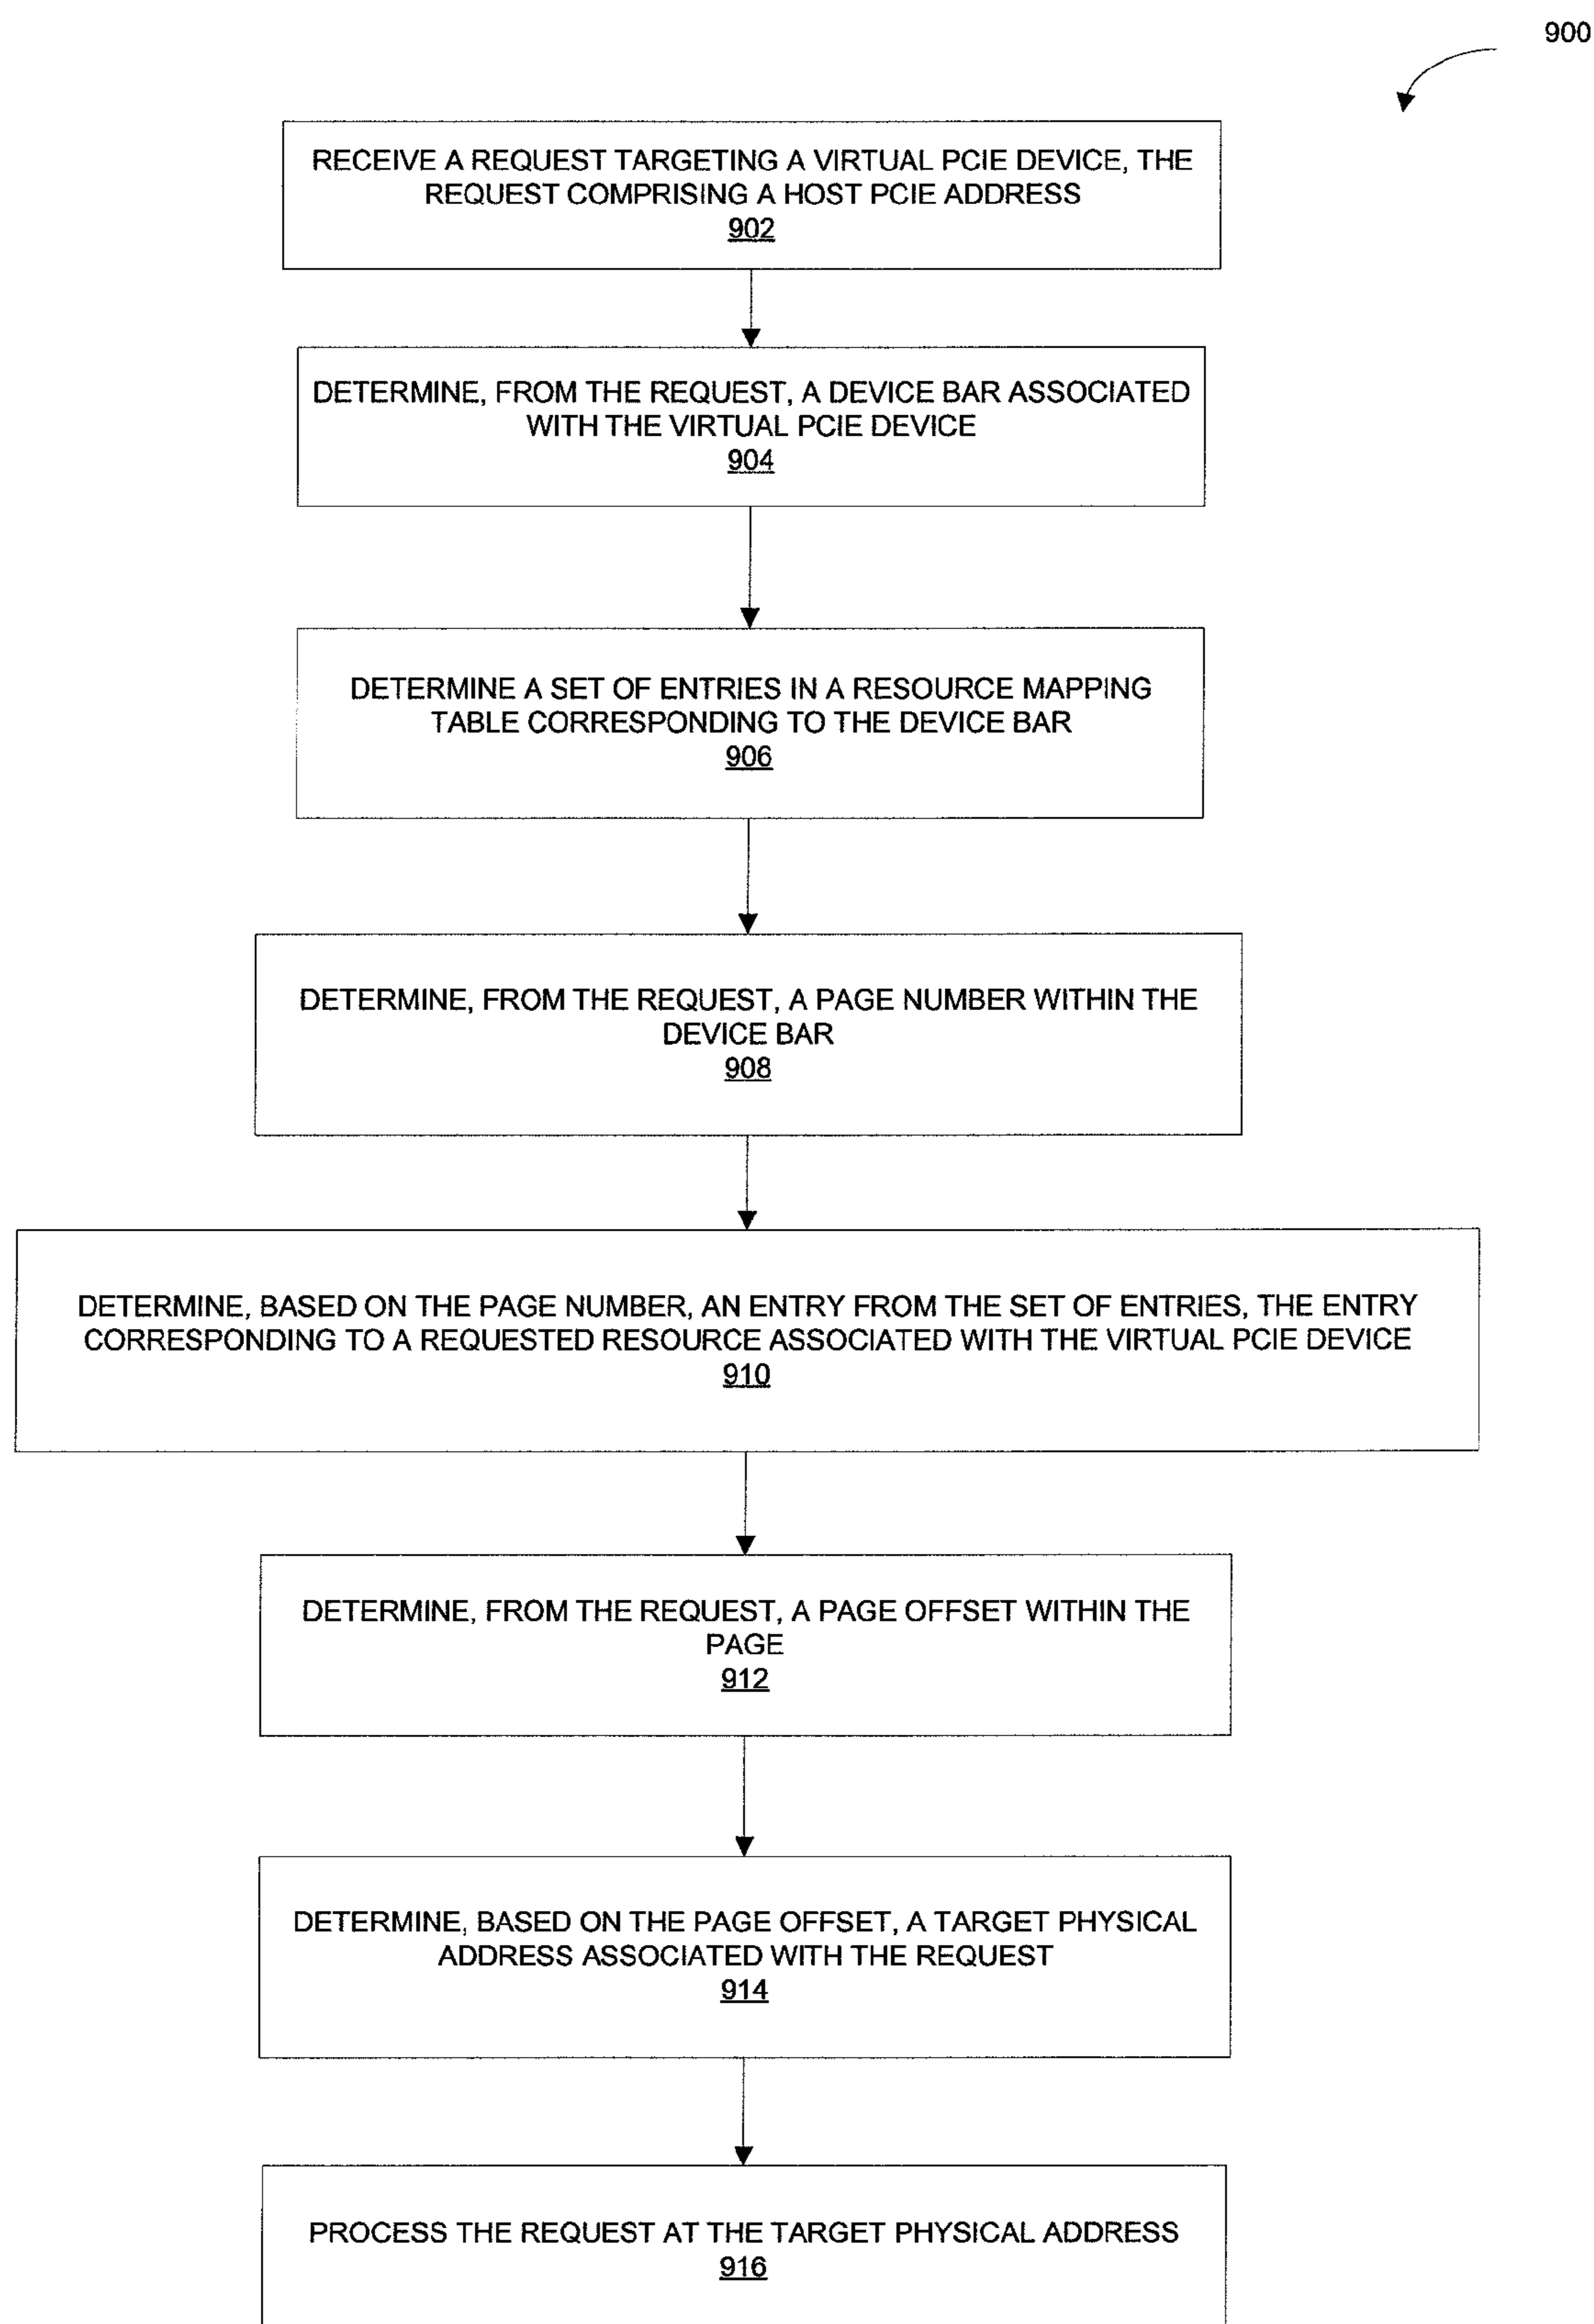 900
RECEIVE A REQUEST TARGETING A VIRTUAL PCIE DEVICE, THE
REQUEST COMPRISING A HOST PCIE ADDRESS
902
DETERMINE, FROM THE REQUEST, A DEVICE BAR ASSOCIATED
WITH THE VIRTUAL PCIE DEVICE
904
DETERMINE A SET OF ENTRIES IN A RESOURCE MAPPING
TABLE CORRESPONDING TO THE DEVICE BAR
906
DETERMINE, FROM THE REQUEST, A PAGE NUMBER WITHIN THE
DEVICE BAR
908
DETERMINE, BASED ON THE PAGE NUMBER, AN ENTRY FROM THE SET OF ENTRIES, THE ENTRY
CORRESPONDING TO A REQUESTED RESOURCE ASSOCIATED WITH THE VIRTUAL PCIE DEVICE
910
DETERMINE, FROM THE REQUEST, A PAGE OFFSET WITHIN THE
PAGE
912
DETERMINE, BASED ON THE PAGE OFFSET, A TARGET PHYSICAL
ADDRESS ASSOCIATED WITH THE REQUEST
914
PROCESS THE REQUEST AT THE TARGET PHYSICAL ADDRESS
916